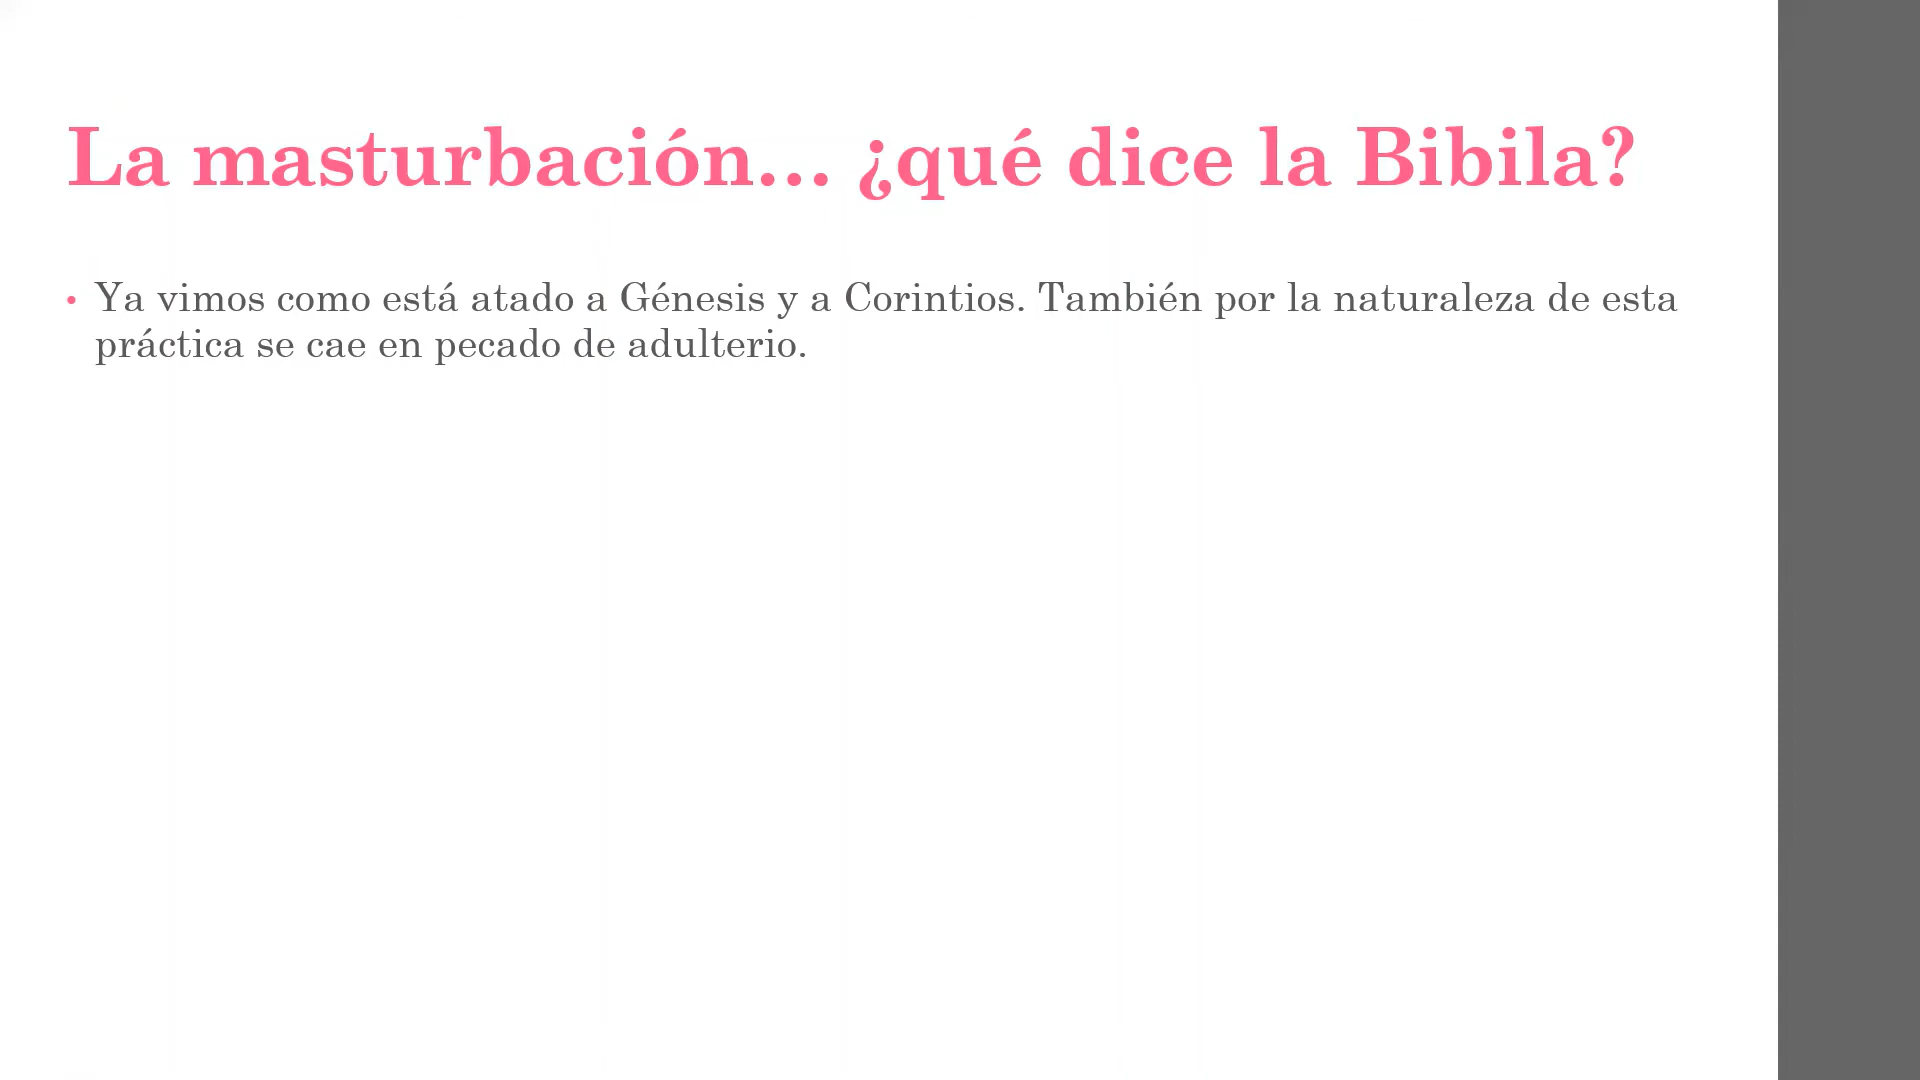 La masturbación... ¿qué dice la Bibila?
• Ya vimos como está atado a Génesis y a Corintios. También por la naturaleza de esta
práctica se cae en pecado de adulterio.